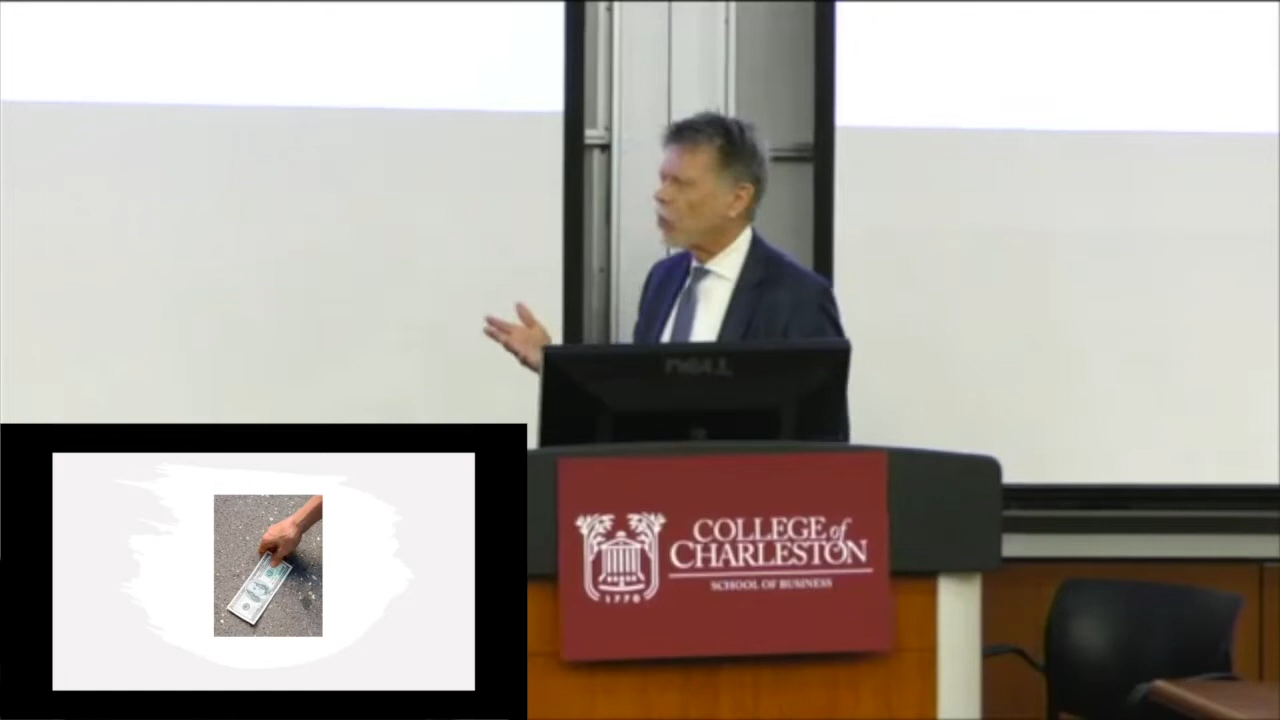 DELL
COLLEGE of
CHARLESTON
SCHOOL OF BUSINESS
1770